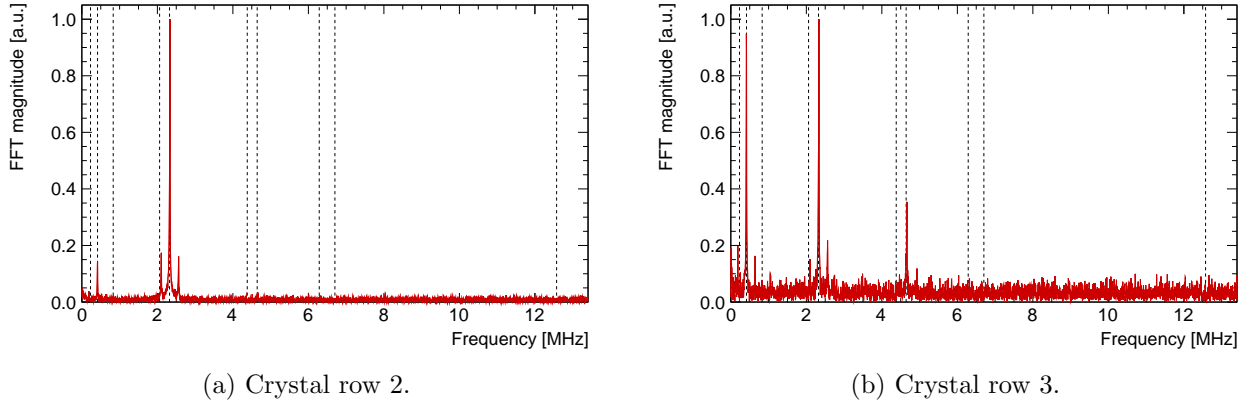 FFT magnitude [a.u.]
1.0
0.8
0.6
0.4
0.2
0.0
0 2 4 6 8 10 12
Frequency [MHz]
(a) Crystal row 2.
FFT magnitude [a.u.]
1.0
0.8
0.6
0.4
0.2
0.0
0 2 4 6 8 10 12
Frequency [MHz]
(b) Crystal row 3.